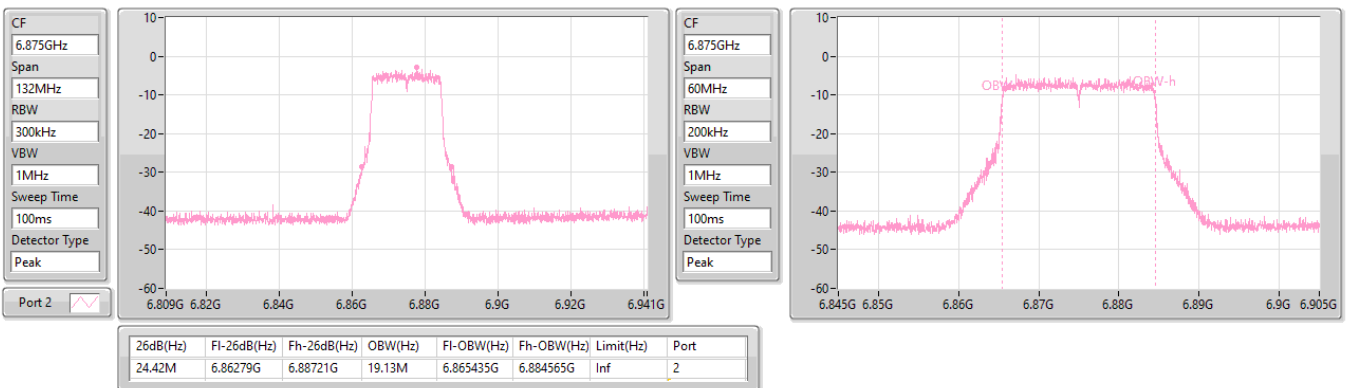 CF
6.875GHz
Span
132MHz
RBW
300kHz
VBW
1MHz
Sweep Time
100ms
Detector Type
Peak
Port 2
10
0
-10
-20
-30
-40
-50
-60
6.809G 6.82G 6.84G 6.86G 6.88G 6.9G 6.92G 6.941G
CF
6.875GHz
Span
60MHz
RBW
200kHz
VBW
1MHz
Sweep Time
100ms
Detector Type
Peak
10
0
-10
-20
-30
-40
-50
-60
OBW-h
6.845G 6.85G 6.86G 6.87G 6.88G 6.89G 6.9G 6.905G
26dB(Hz) Fl-26dB(Hz) Fh-26dB(Hz) OBW(Hz) Fl-OBW(Hz) Fh-OBW(Hz) Limit(Hz) Port
24.42M 6.86279G 6.88721G 19.13M 6.865435G 6.884565G Inf 2